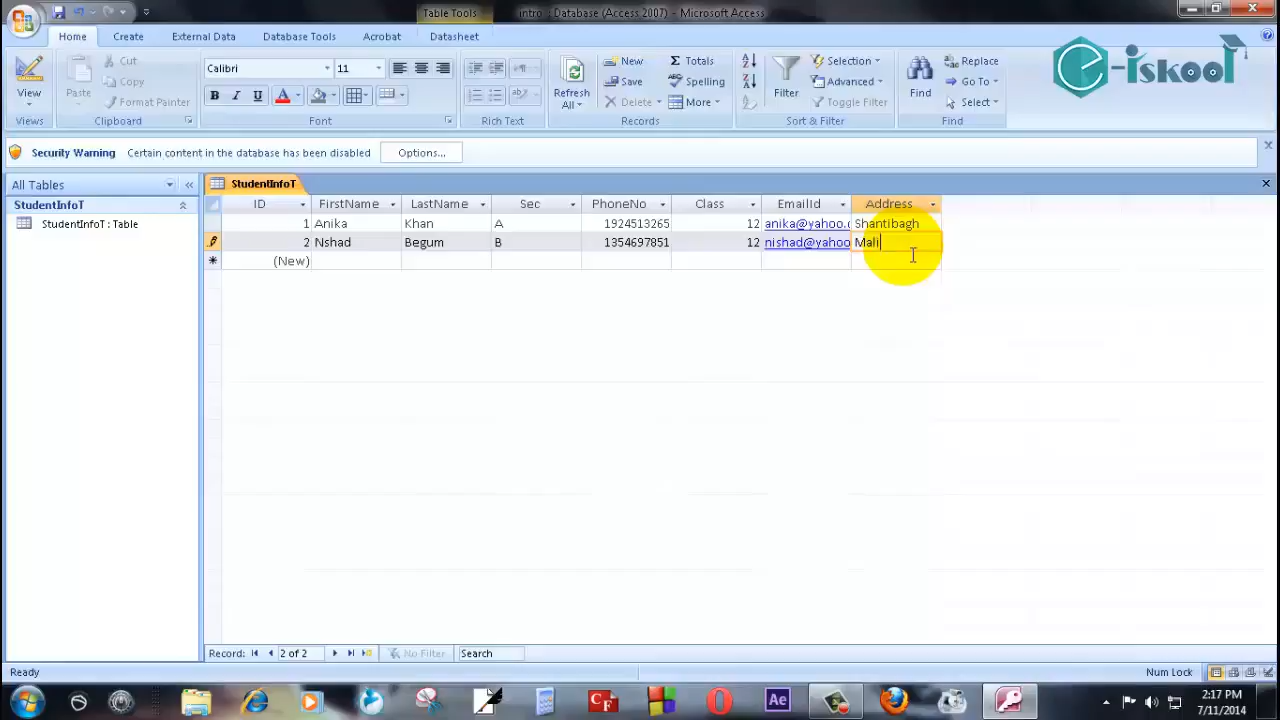 Table Tools intro : Database (Access 2007) - Microsoft Access
Home Create External Data Database Tools Acrobat Datasheet
View
Views
Paste
Cut
Copy
Format Painter
Clipboard
Calibri 11
B I U A
Font
Rich Text
Refresh
All
New
Save
Delete
Σ Totals
Spelling
More
Records
Filter
Selection
Advanced
Toggle Filter
Sort & Filter
Find
Replace
Go To
Select
Find
e-iskool
Security Warning Certain content in the database has been disabled Options...
All Tables
StudentInfoT
StudentInfoT : Table
StudentInfoT
ID FirstName LastName Sec PhoneNo Class EmailId Address
1 Anika Khan A 1924513265 12 anika@yahoo. Shantibagh
2 Nshad Begum B 1354697851 12 nishad@yahoo Mali
(New)
Record: 2 of 2 No Filter Search
Ready Num Lock
CF Ae
2:17 PM
7/11/2014